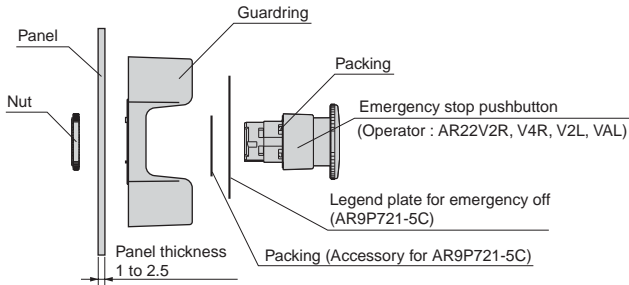 Guardring
Panel
Packing
Nut
Emergency stop pushbutton
(Operator : AR22V2R, V4R, V2L, VAL)
Legend plate for emergency off
(AR9P721-5C)
Packing (Accessory for AR9P721-5C)
Panel thickness
1 to 2.5